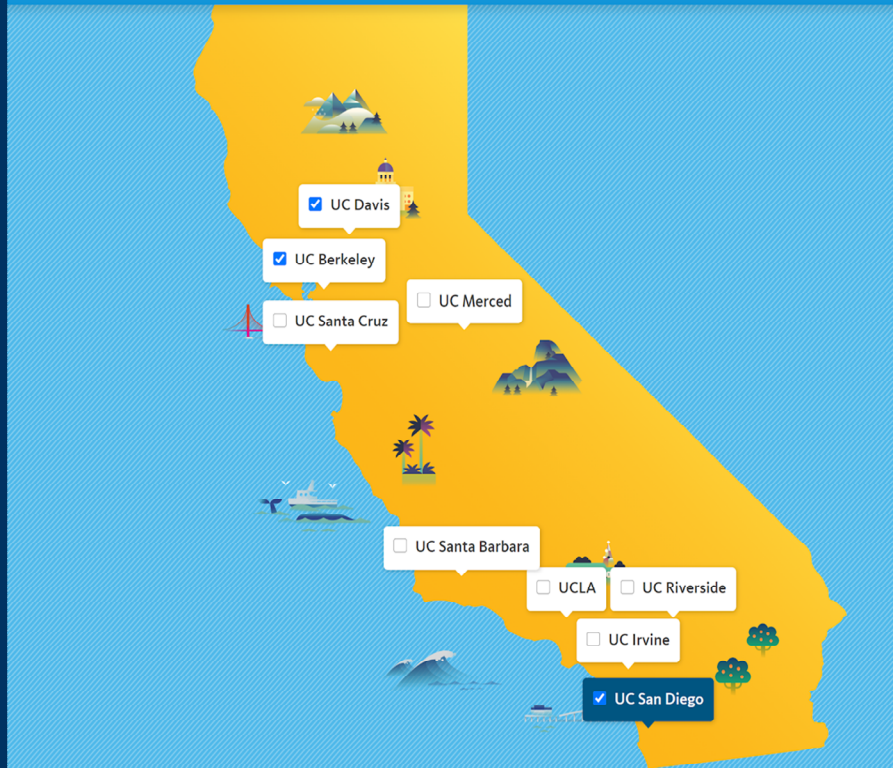 UC Davis
UC Berkeley
UC Merced
UC Santa Cruz
UC Santa Barbara
UCLA
UC Riverside
UC Irvine
UC San Diego